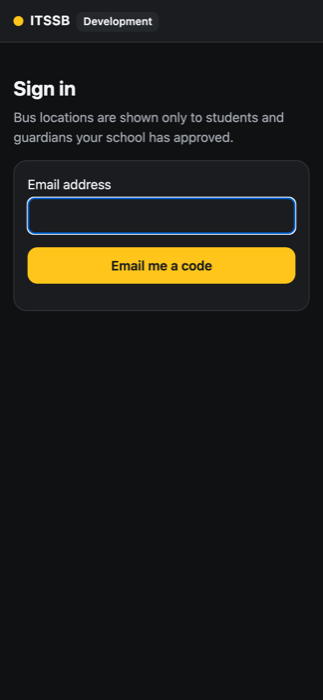 ITSSB Development
Sign in
Bus locations are shown only to students and
guardians your school has approved.
Email address
Email me a code